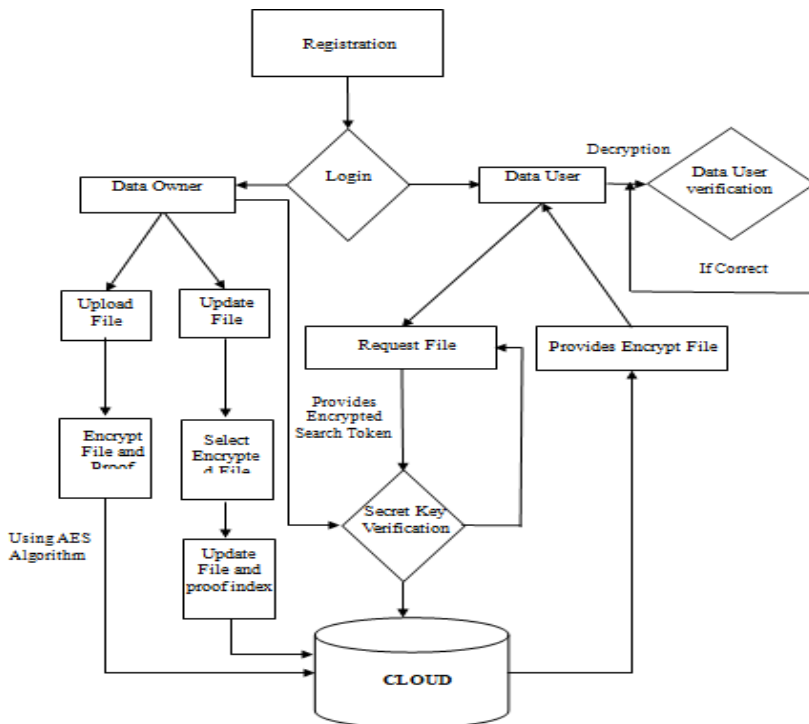 Registration
Login
Data Owner
Data User
Decryption
Data User
verification
If Correct
Upload
File
Update
File
Request File
Provides Encrypt File
Provides
Encrypted
Search Token
Encrypt
File and
Proof
Select
Encrypte
d File
Secret Key
Verification
Using AES
Algorithm
Update
File and
proof index
CLOUD